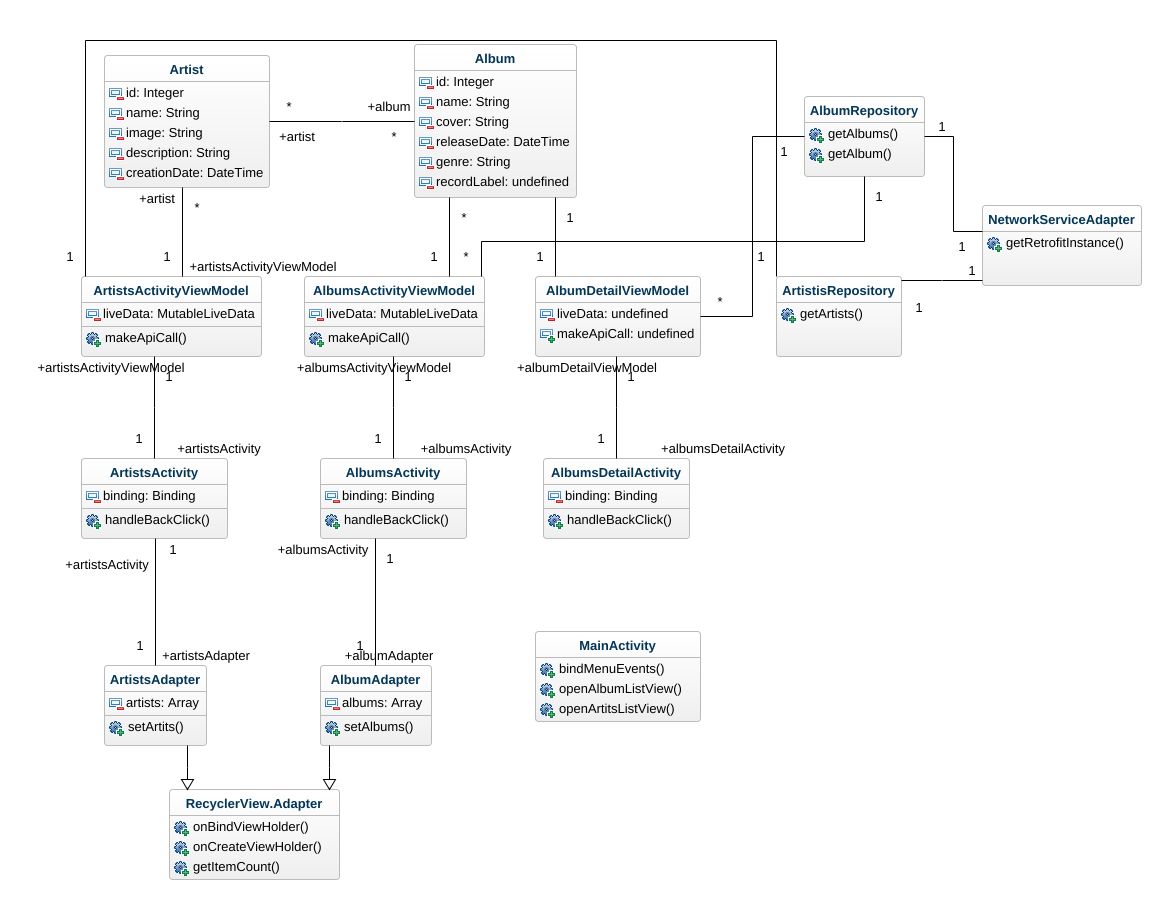 Artist
id: Integer
name: String
image: String
description: String
creationDate: DateTime
Album
id: Integer
name: String
cover: String
releaseDate: DateTime
genre: String
recordLabel: undefined
*
+album
+artist
*
AlbumRepository
getAlbums()
getAlbum()
1
1
1
NetworkServiceAdapter
getRetrofitInstance()
1
1
1
+artist
*
*
1
1
1
+artistsActivityViewModel
1
*
1
1
ArtistsActivityViewModel
liveData: MutableLiveData
makeApiCall()
AlbumsActivityViewModel
liveData: MutableLiveData
makeApiCall()
AlbumDetailViewModel
liveData: undefined
makeApiCall: undefined
*
ArtistisRepository
getArtists()
+artistsActivityViewModel
1
+albumsActivityViewModel
1
+albumDetailViewModel
1
1
+artistsActivity
1
+albumsActivity
1
+albumsDetailActivity
ArtistsActivity
binding: Binding
handleBackClick()
AlbumsActivity
binding: Binding
handleBackClick()
AlbumsDetailActivity
binding: Binding
handleBackClick()
1
+artistsActivity
+albumsActivity
1
1
+artistsAdapter
1
+albumAdapter
ArtistsAdapter
artists: Array
setArtits()
AlbumAdapter
albums: Array
setAlbums()
MainActivity
bindMenuEvents()
openAlbumListView()
openArtitsListView()
RecyclerView.Adapter
onBindViewHolder()
onCreateViewHolder()
getItemCount()